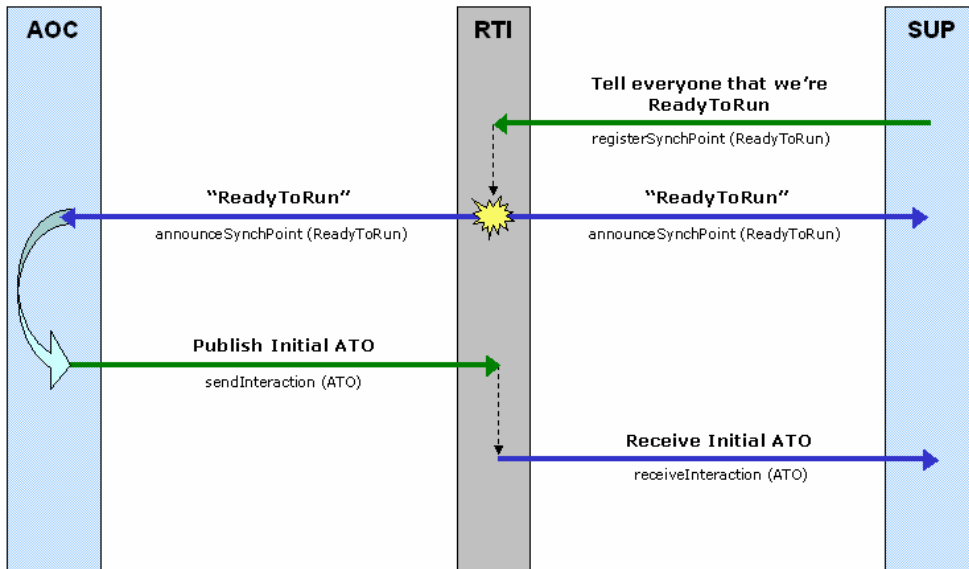 AOC
RTI
SUP
Tell everyone that we’re
ReadyToRun
registerSynchPoint (ReadyToRun)
“ReadyToRun”
“ReadyToRun”
announceSynchPoint (ReadyToRun)
announceSynchPoint (ReadyToRun)
Publish Initial ATO
sendInteraction (ATO)
Receive Initial ATO
receiveInteraction (ATO)